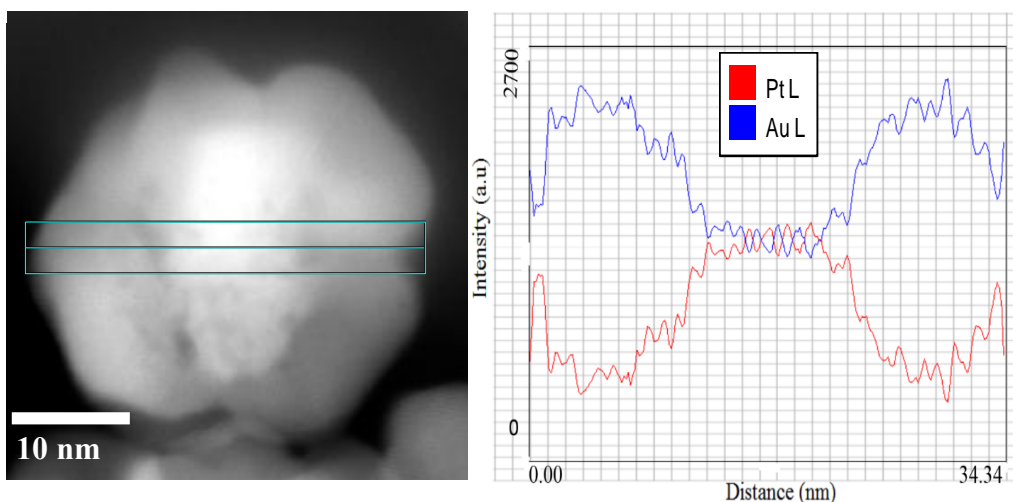 10 nm
2700
Pt L
Au L
Intensity (a.u)
0
0.00
34.34
Distance (nm)